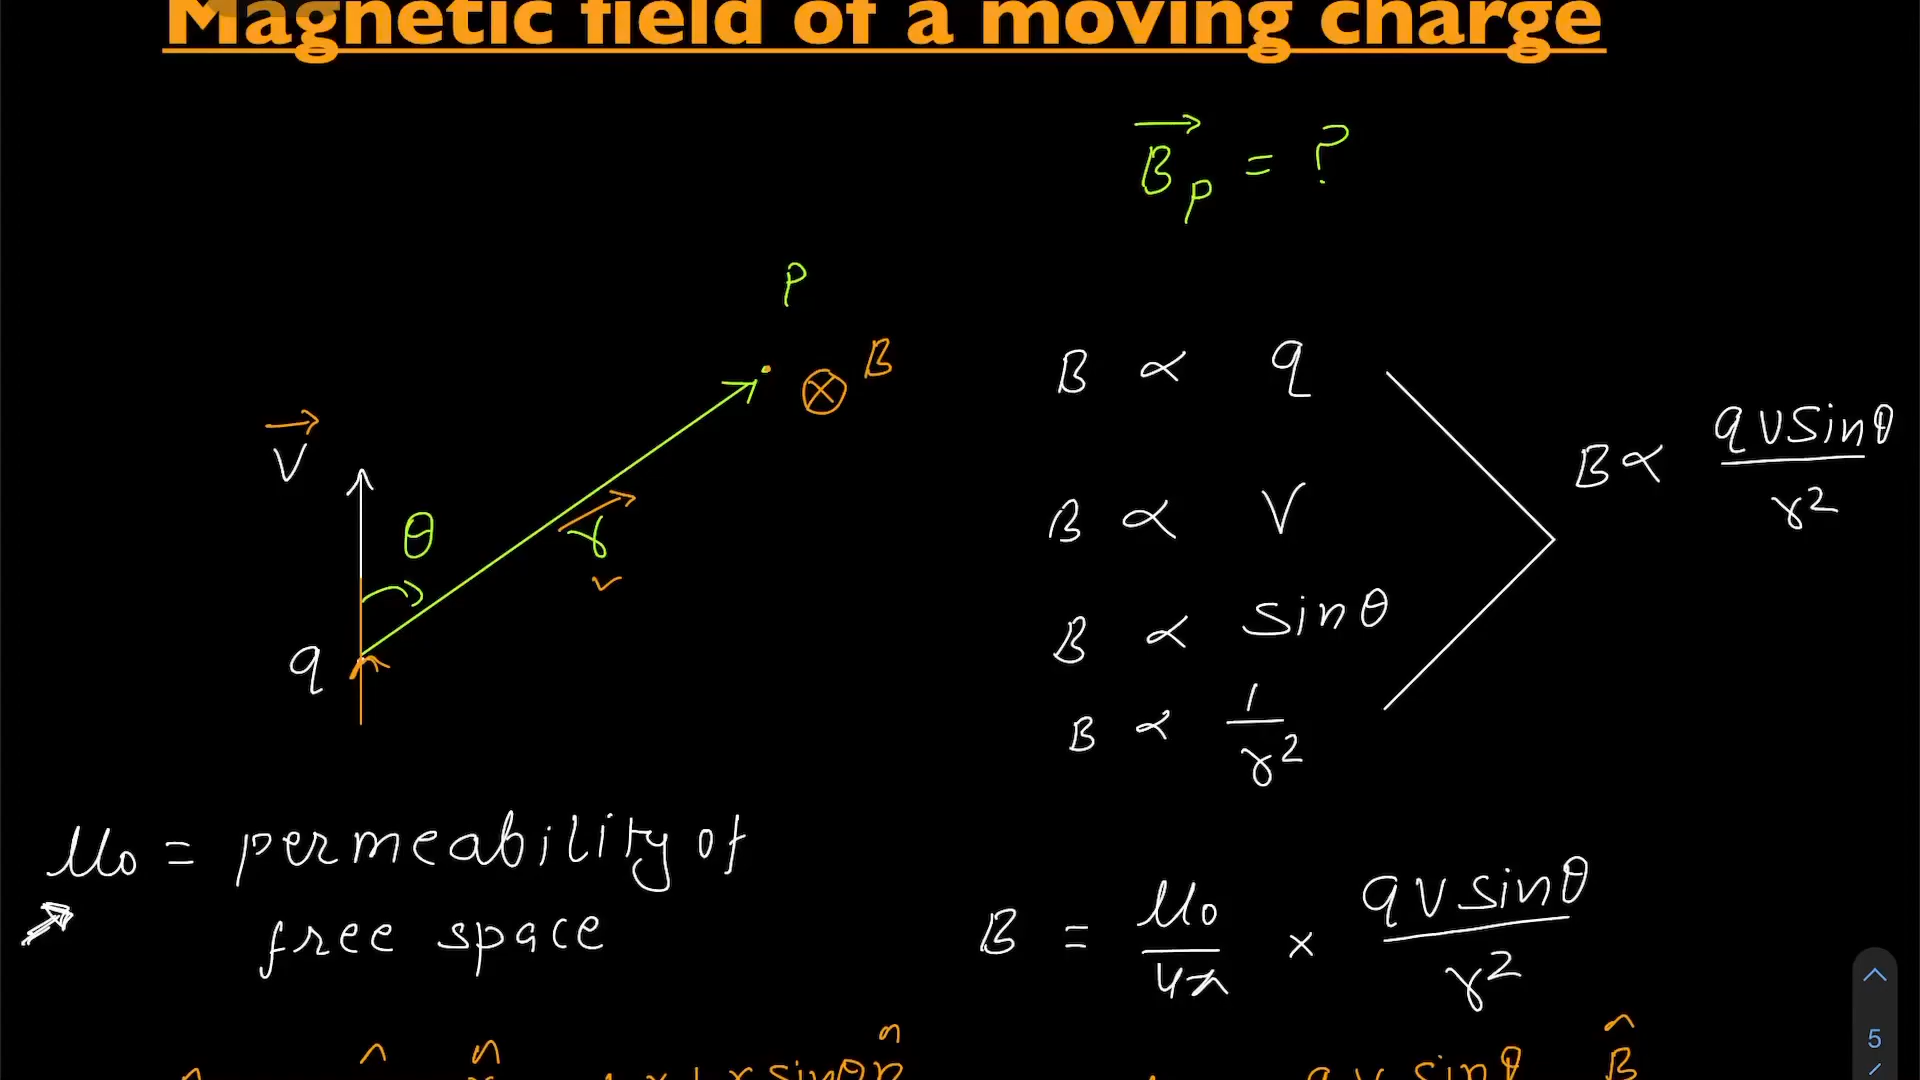 Magnetic field of a moving charge
B⃗_P = ?
P
B
B ∝ q
V⃗
B ∝ qvsinθ / r²
θ
r⃗
B ∝ V
B ∝ sinθ
q
B ∝ 1 / r²
μ₀ = permeability of
free space
B = μ₀ / 4π × qvsinθ / r²
5